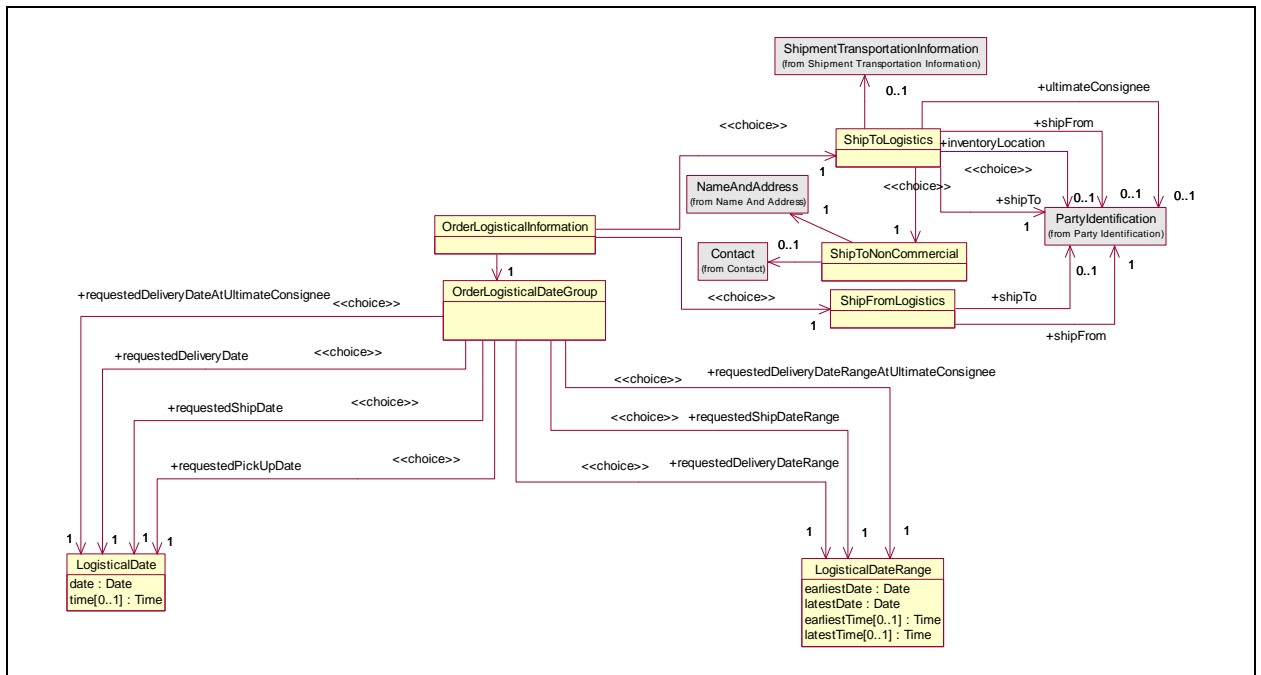 ShipmentTransportationInformation
(from Shipment Transportation Information)
0..1
+ultimateConsignee
<<choice>>
+shipFrom
ShipToLogistics
+inventoryLocation
1
<<choice>>
NameAndAddress
(from Name And Address)
<<choice>>
0..1
0..1
0..1
+shipTo
1
PartyIdentification
(from Party Identification)
1
1
OrderLogisticalInformation
Contact
(from Contact)
0..1
ShipToNonCommercial
1
0..1
1
OrderLogisticalDateGroup
+requestedDeliveryDateAtUltimateConsignee
<<choice>>
<<choice>>
ShipFromLogistics
+shipTo
1
+shipFrom
+requestedDeliveryDate
<<choice>>
<<choice>>
+requestedDeliveryDateRangeAtUltimateConsignee
+requestedShipDate
<<choice>>
<<choice>>
+requestedShipDateRange
+requestedPickUpDate
<<choice>>
<<choice>>
+requestedDeliveryDateRange
1
1
1
1
1
1
1
LogisticalDate
date : Date
time[0..1] : Time
LogisticalDateRange
earliestDate : Date
latestDate : Date
earliestTime[0..1] : Time
latestTime[0..1] : Time